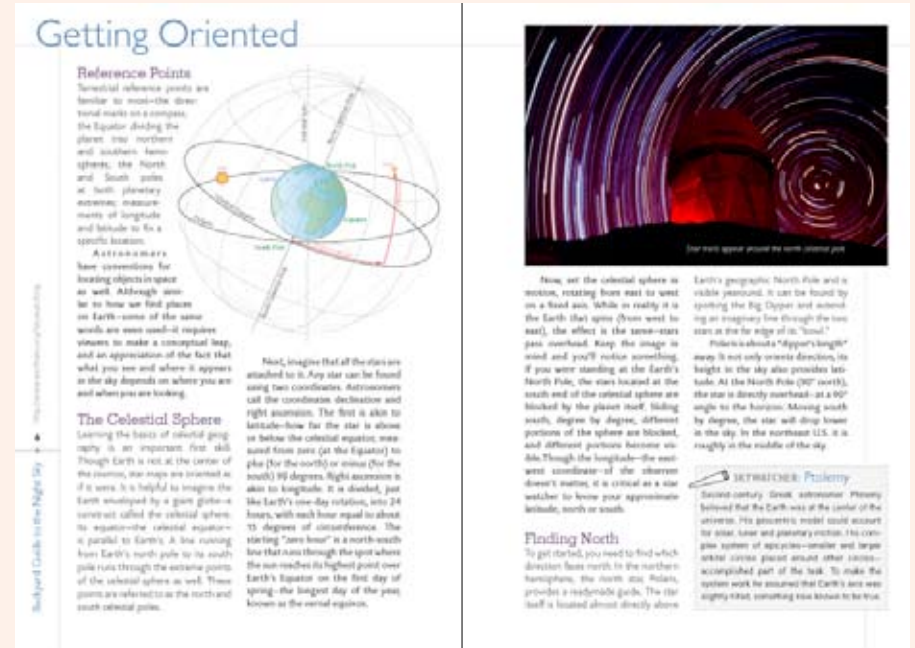 Getting Oriented
Reference Points
Terrestrial reference points are
familiar to most—the direc-
tional marks on a compass;
the Equator dividing the
planet into northern
and southern hemi-
spheres; the North
and South poles
at both planetary
extremes; measure-
ments of longitude
and latitude to fix a
specific location.
Astronomers
have conventions for
locating objects in space
as well. Although simi-
lar to how we find places
on Earth—some of the same
words are even used—it requires
viewers to make a conceptual leap,
and an appreciation of the fact that
what you see and where it appears
in the sky depends on where you are
and when you are looking.
The Celestial Sphere
Learning the basics of celestial geog-
raphy is an important first skill.
Though Earth is not at the center of
the cosmos, star maps are oriented as
if it were. It is helpful to imagine the
Earth enveloped by a giant globe—a
construct called the celestial sphere.
Its equator—the celestial equator—
is parallel to Earth's. A line running
from Earth's north pole to its south
pole runs through the extreme points
of the celestial sphere as well. These
points are referred to as the north and
south celestial poles.
North Pole
Equator
South Pole
Next, imagine that all the stars are
attached to it. Any star can be found
using two coordinates. Astronomers
call the coordinates declination and
right ascension. The first is akin to
latitude—how far the star is above
or below the celestial equator, mea-
sured from zero (at the Equator) to
plus (for the north) or minus (for the
south) 90 degrees. Right ascension is
akin to longitude. It is divided, just
like Earth's one-day rotation, into 24
hours, with each hour equal to about
15 degrees of circumference. The
starting "zero hour" is a north-south
line that runs through the spot where
the sun reaches its highest point over
Earth's Equator on the first day of
spring—the longest day of the year,
known as the vernal equinox.
6
Backyard Guide to the Night Sky
Star trails appear around the north celestial pole.
Now, set the celestial sphere in
motion, rotating from east to west
on a fixed axis. While in reality it is
the Earth that spins (from west to
east), the effect is the same—stars
pass overhead. Keep the image in
mind and you'll notice something.
If you were standing at the Earth's
North Pole, the stars located at the
south end of the celestial sphere are
blocked by the planet itself. Sliding
south, degree by degree, different
portions of the sphere are blocked,
and different portions become vis-
ible. Though the longitude—the east-
west coordinate—of the observer
doesn't matter, it is critical as a star
watcher to know your approximate
latitude, north or south.
Finding North
To get started, you need to find which
direction faces north. In the northern
hemisphere, the north star, Polaris,
provides a readymade guide. The star
itself is located almost directly above
Earth's geographic North Pole and is
visible yearound. It can be found by
spotting the Big Dipper and extend-
ing an imaginary line through the two
stars at the far edge of its "bowl."
Polaris is about a "dipper's length"
away. It not only orients direction, its
height in the sky also provides lati-
tude. At the North Pole (90° north),
the star is directly overhead—at a 90°
angle to the horizon. Moving south
by degree, the star will drop lower
in the sky. In the northeast U.S. it is
roughly in the middle of the sky.
SKYWATCHER: Ptolemy
Second-century Greek astronomer Ptolemy
believed that the Earth was at the center of the
universe. His geocentric model could account
for solar, lunar and planetary motion. His com-
plex system of epicycles—smaller and larger
orbital circles placed around other circles—
accomplished part of the task. To make the
system work he assumed that Earth's axis was
slightly tilted, something now known to be true.